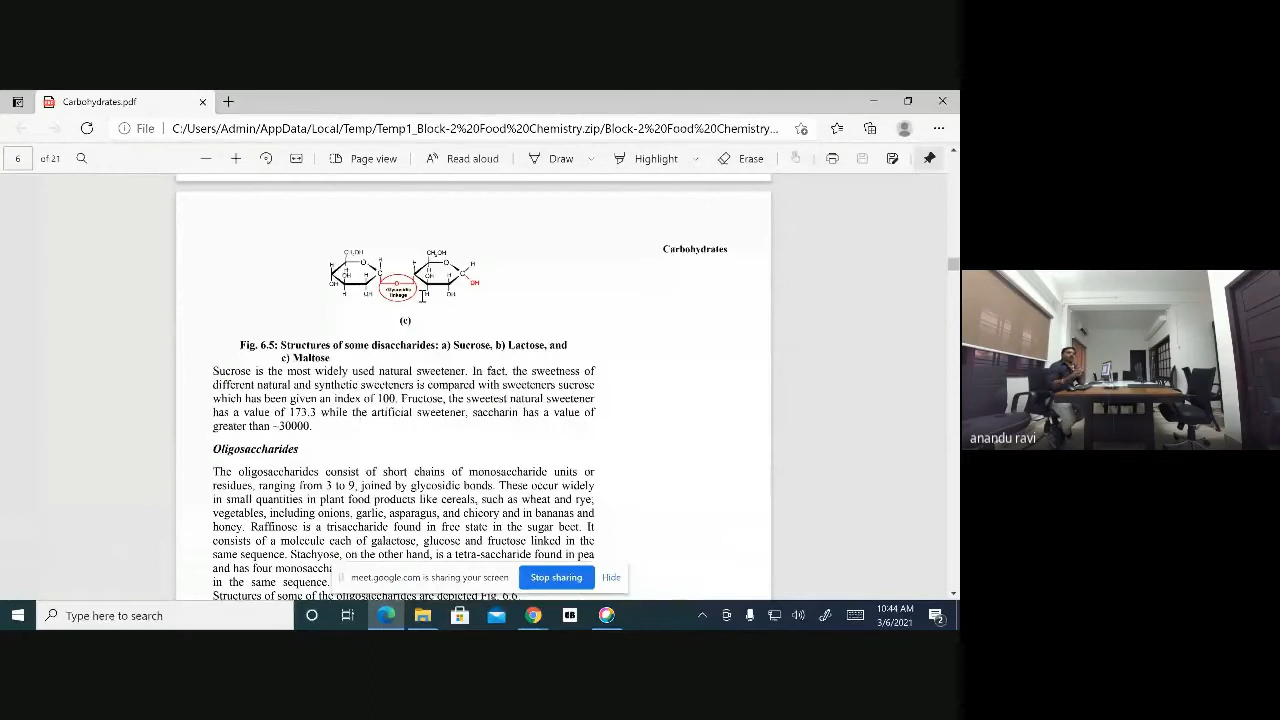 Carbohydrates.pdf
File C:/Users/Admin/AppData/Local/Temp/Temp1_Block-2%20Food%20Chemistry.zip/Block-2%20Food%20Chemistry...
6 of 21 Page view Read aloud Draw Highlight Erase
Carbohydrates
CH2OH CH2OH
H O H O H
C C
OH H OH H
OH O OH
Glycosidic
linkage
H OH H OH
(c)
Fig. 6.5: Structures of some disaccharides: a) Sucrose, b) Lactose, and
c) Maltose
Sucrose is the most widely used natural sweetener. In fact, the sweetness of
different natural and synthetic sweeteners is compared with sweeteners sucrose
which has been given an index of 100. Fructose, the sweetest natural sweetener
has a value of 173.3 while the artificial sweetener, saccharin has a value of
greater than ~30000.
Oligosaccharides
The oligosaccharides consist of short chains of monosaccharide units or
residues, ranging from 3 to 9, joined by glycosidic bonds. These occur widely
in small quantities in plant food products like cereals, such as wheat and rye;
vegetables, including onions, garlic, asparagus, and chicory and in bananas and
honey. Raffinose is a trisaccharide found in free state in the sugar beet. It
consists of a molecule each of galactose, glucose and fructose linked in the
same sequence. Stachyose, on the other hand, is a tetra-saccharide found in pea
and has four monosaccha
in the same sequence.
Structures of some of the oligosaccharides are depicted Fig. 6.6.
meet.google.com is sharing your screen Stop sharing Hide
anandu ravi
Type here to search
10:44 AM
3/6/2021
2